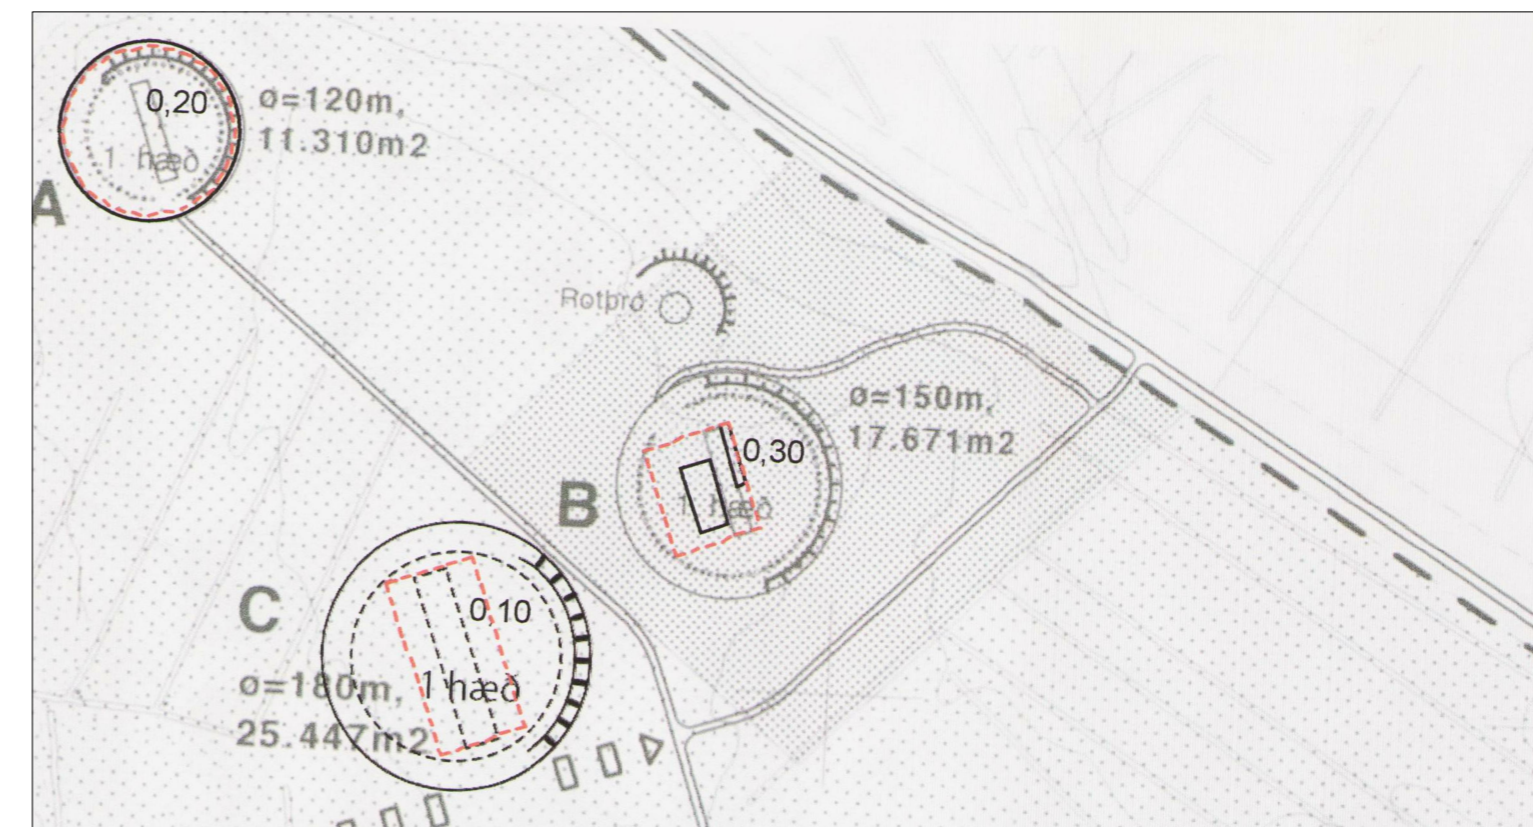 0,20
1 hæð
ø=120m,
11.310m2
A
Rotþró
ø=150m,
17.671m2
0,30
1 hæð
B
C
0,10
1 hæð
ø=180m,
25.447m2